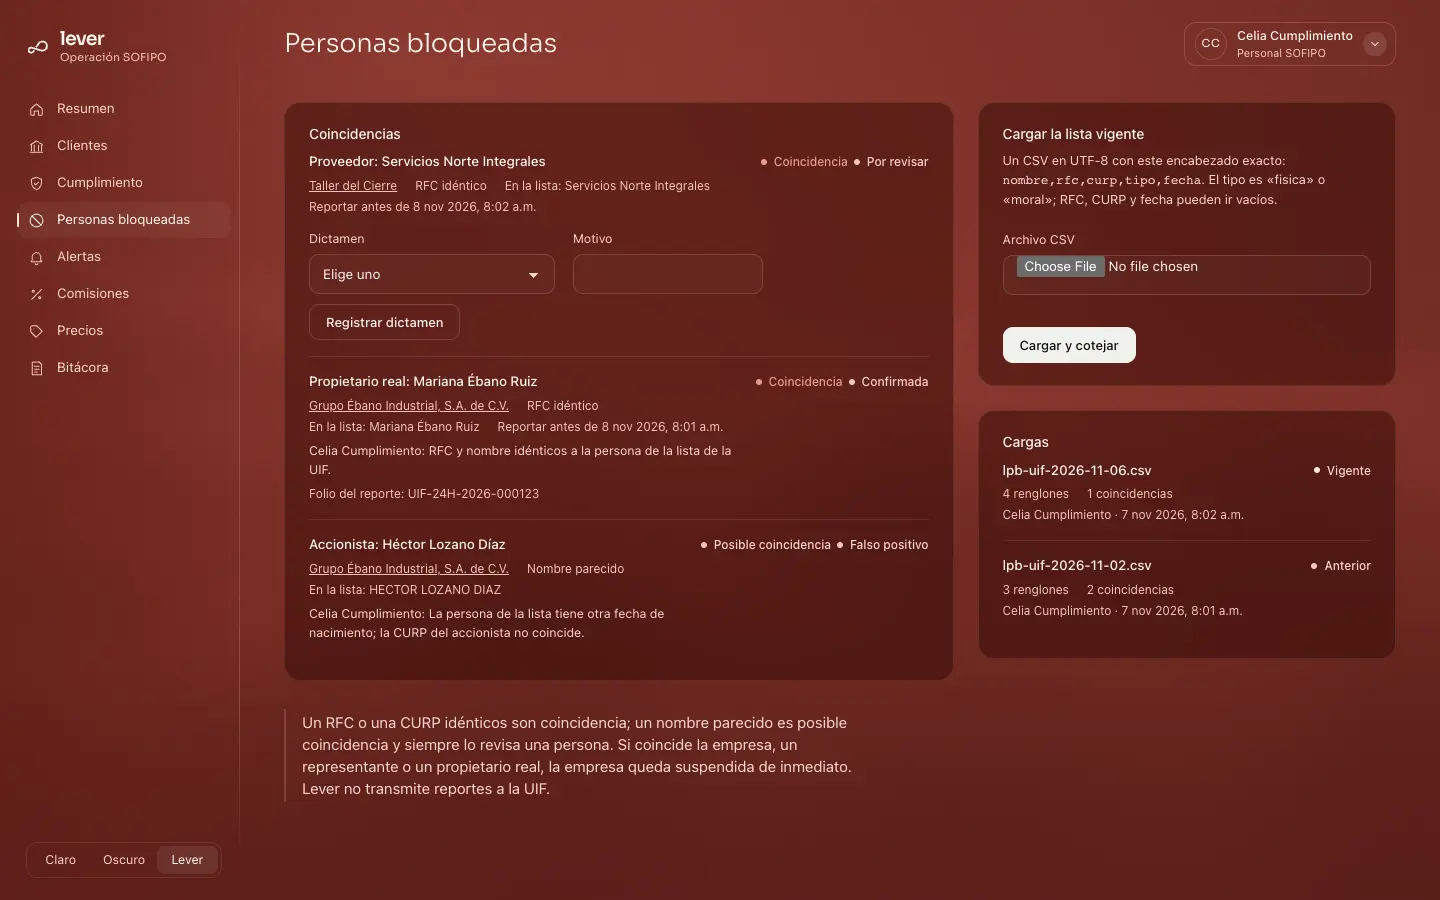 lever
Operación SOFIPO
Resumen
Clientes
Cumplimiento
Personas bloqueadas
Alertas
Comisiones
Precios
Bitácora
Claro
Oscuro
Lever
Personas bloqueadas
CC
Celia Cumplimiento
Personal SOFIPO
Coincidencias
Proveedor: Servicios Norte Integrales
Coincidencia
Por revisar
Taller del Cierre
RFC idéntico
En la lista: Servicios Norte Integrales
Reportar antes de 8 nov 2026, 8:02 a.m.
Dictamen
Motivo
Elige uno
Registrar dictamen
Propietario real: Mariana Ébano Ruiz
Coincidencia
Confirmada
Grupo Ébano Industrial, S.A. de C.V.
RFC idéntico
En la lista: Mariana Ébano Ruiz
Reportar antes de 8 nov 2026, 8:01 a.m.
Celia Cumplimiento: RFC y nombre idénticos a la persona de la lista de la
UIF.
Folio del reporte: UIF-24H-2026-000123
Accionista: Héctor Lozano Díaz
Posible coincidencia
Falso positivo
Grupo Ébano Industrial, S.A. de C.V.
Nombre parecido
En la lista: HECTOR LOZANO DIAZ
Celia Cumplimiento: La persona de la lista tiene otra fecha de
nacimiento; la CURP del accionista no coincide.
Un RFC o una CURP idénticos son coincidencia; un nombre parecido es posible
coincidencia y siempre lo revisa una persona. Si coincide la empresa, un
representante o un propietario real, la empresa queda suspendida de inmediato.
Lever no transmite reportes a la UIF.
Cargar la lista vigente
Un CSV en UTF-8 con este encabezado exacto:
nombre,rfc,curp,tipo,fecha. El tipo es «fisica» o
«moral»; RFC, CURP y fecha pueden ir vacíos.
Archivo CSV
Choose File No file chosen
Cargar y cotejar
Cargas
lpb-uif-2026-11-06.csv
Vigente
4 renglones
1 coincidencias
Celia Cumplimiento · 7 nov 2026, 8:02 a.m.
lpb-uif-2026-11-02.csv
Anterior
3 renglones
2 coincidencias
Celia Cumplimiento · 7 nov 2026, 8:01 a.m.